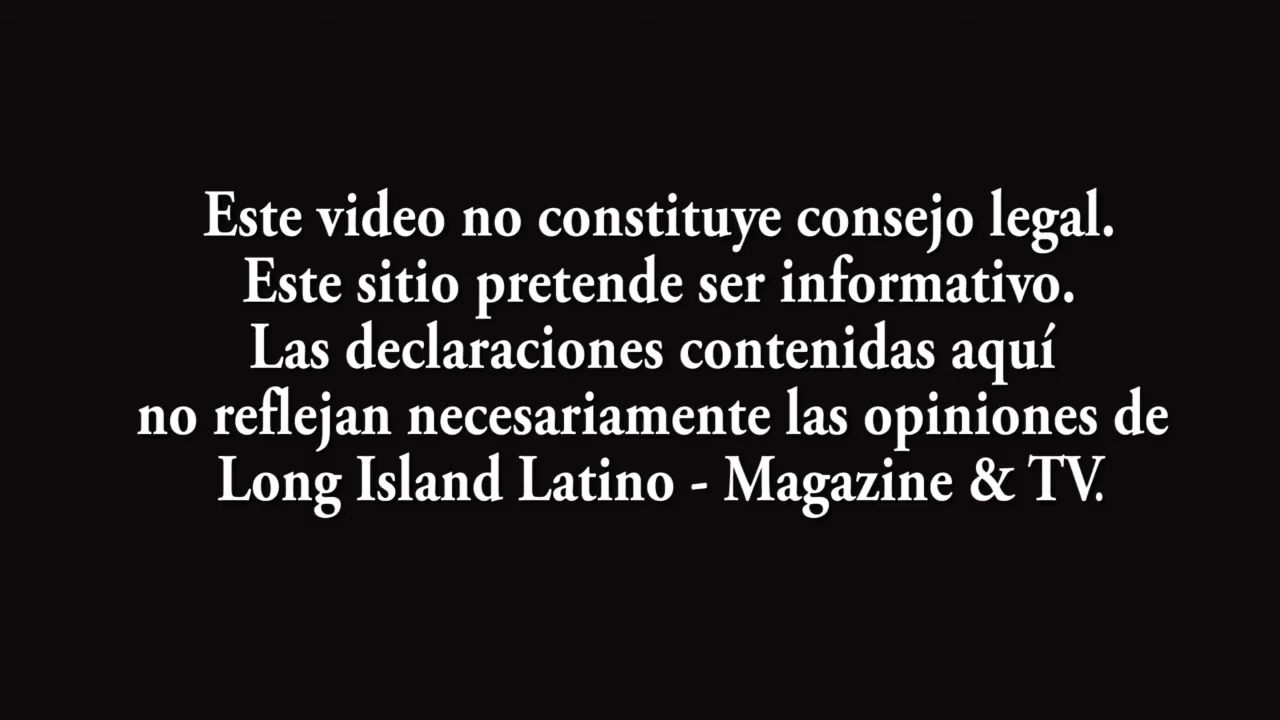 Este video no constituye consejo legal.
Este sitio pretende ser informativo.
Las declaraciones contenidas aquí
no reflejan necesariamente las opiniones de
Long Island Latino - Magazine & TV.